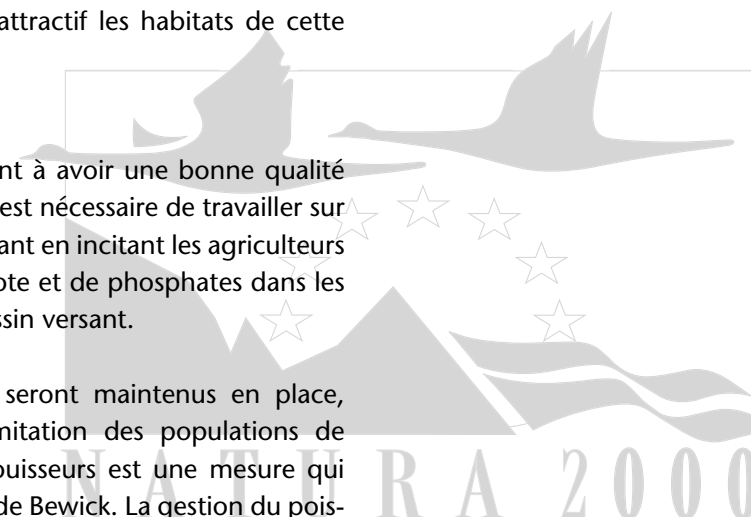 attractif les habitats de cette
nt à avoir une bonne qualité
est nécessaire de travailler sur
ant en incitant les agriculteurs
ote et de phosphates dans les
ssin versant.
seront maintenus en place,
mitation des populations de
ouisseurs est une mesure qui
de Bewick. La gestion du pois-
NATURA 2000